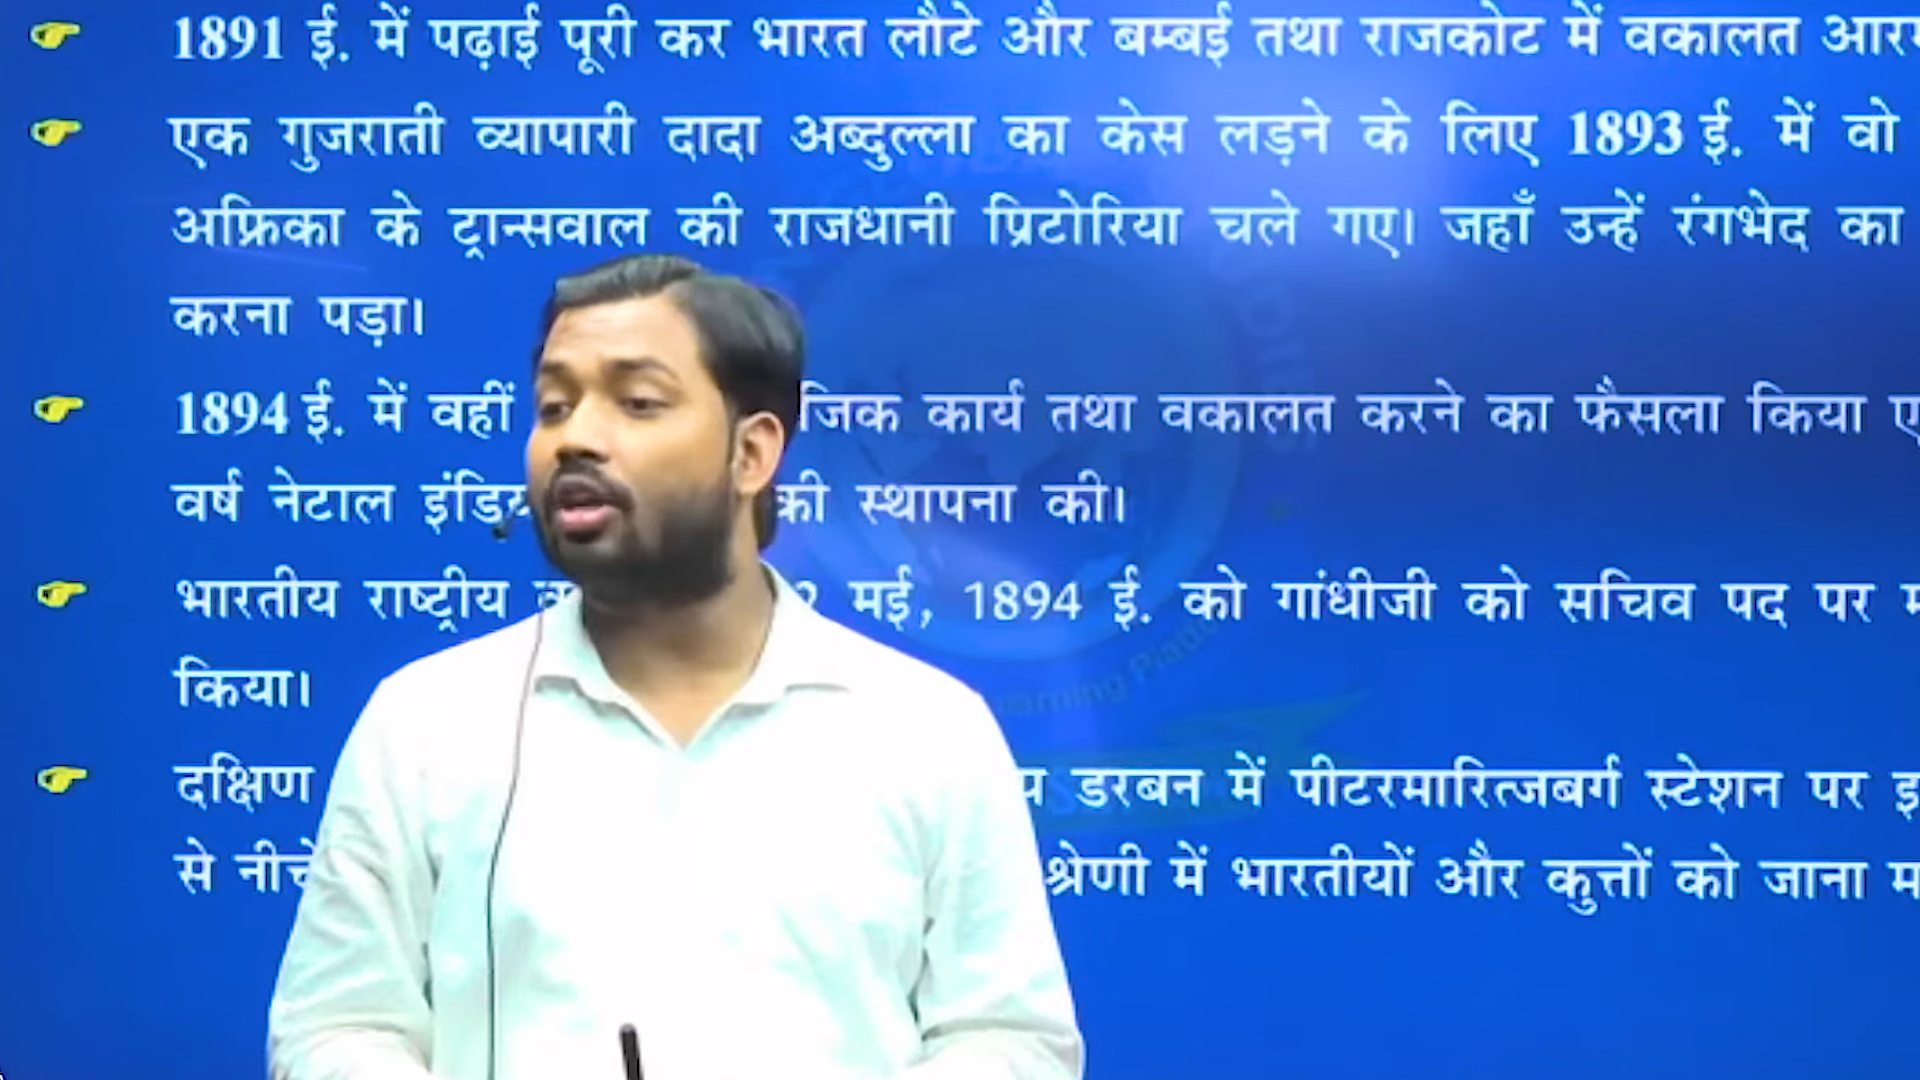 1891 ई. में पढ़ाई पूरी कर भारत लौटे और बम्बई तथा राजकोट में वकालत
एक गुजराती व्यापारी दादा अब्दुल्ला का केस लड़ने के लिए 1893 ई. में वो
अफ्रिका के ट्रान्सवाल की राजधानी प्रिटोरिया चले गए। जहाँ उन्हें रंगभेद का
करना पड़ा।
1894 ई. में वहीं कार्य तथा वकालत करने का फैसला किया
वर्ष नेटाल की स्थापना की।
भारतीय राष्ट्रीय मई, 1894 ई. को गांधीजी को सचिव पद पर
किया।
दक्षिण डरबन में पीटरमारित्जबर्ग स्टेशन पर
से श्रेणी में भारतीयों और कुत्तों को जाना